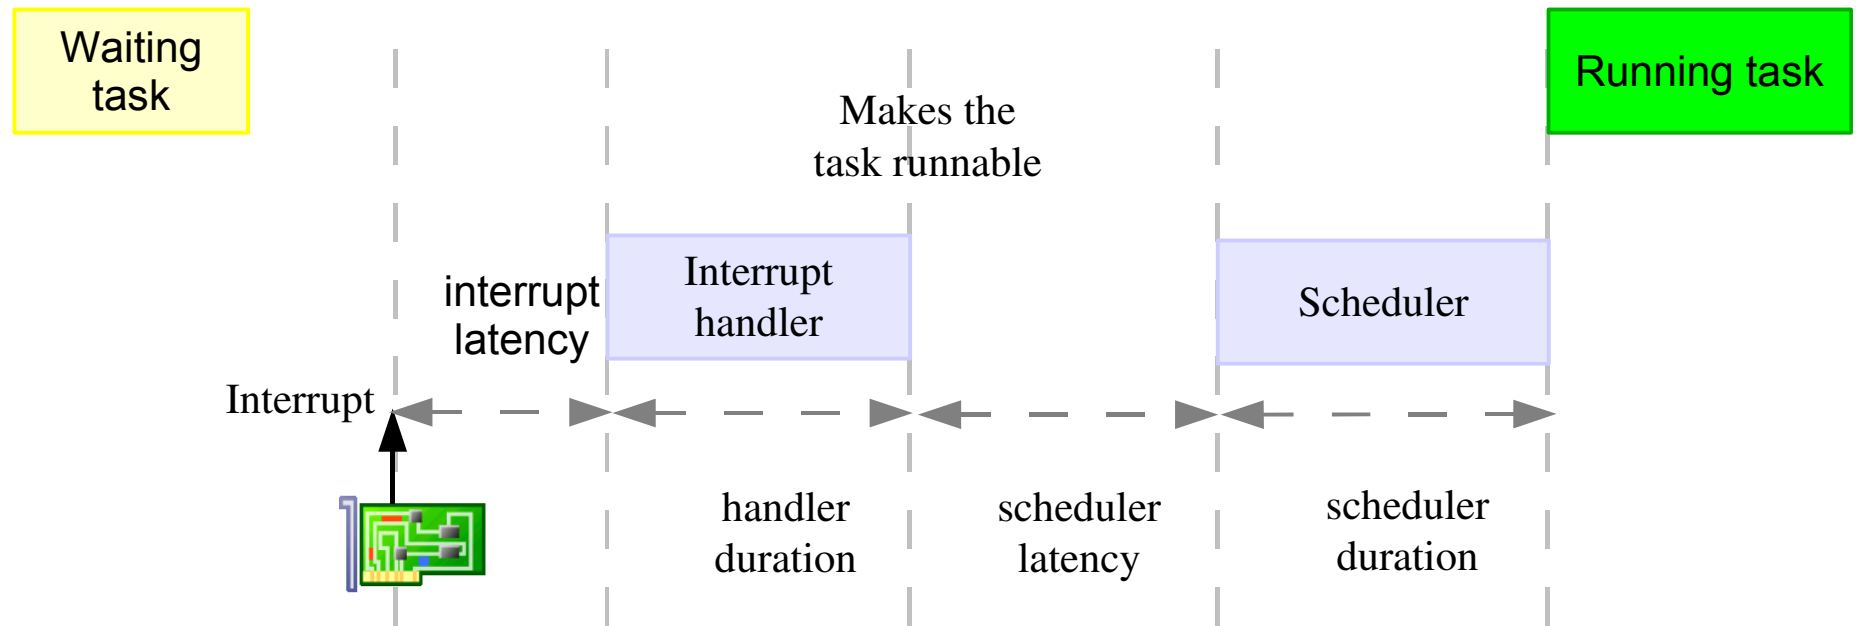 Waiting
task
Running task
Makes the
task runnable
interrupt
latency
Interrupt
handler
Scheduler
Interrupt
handler
duration
scheduler
latency
scheduler
duration